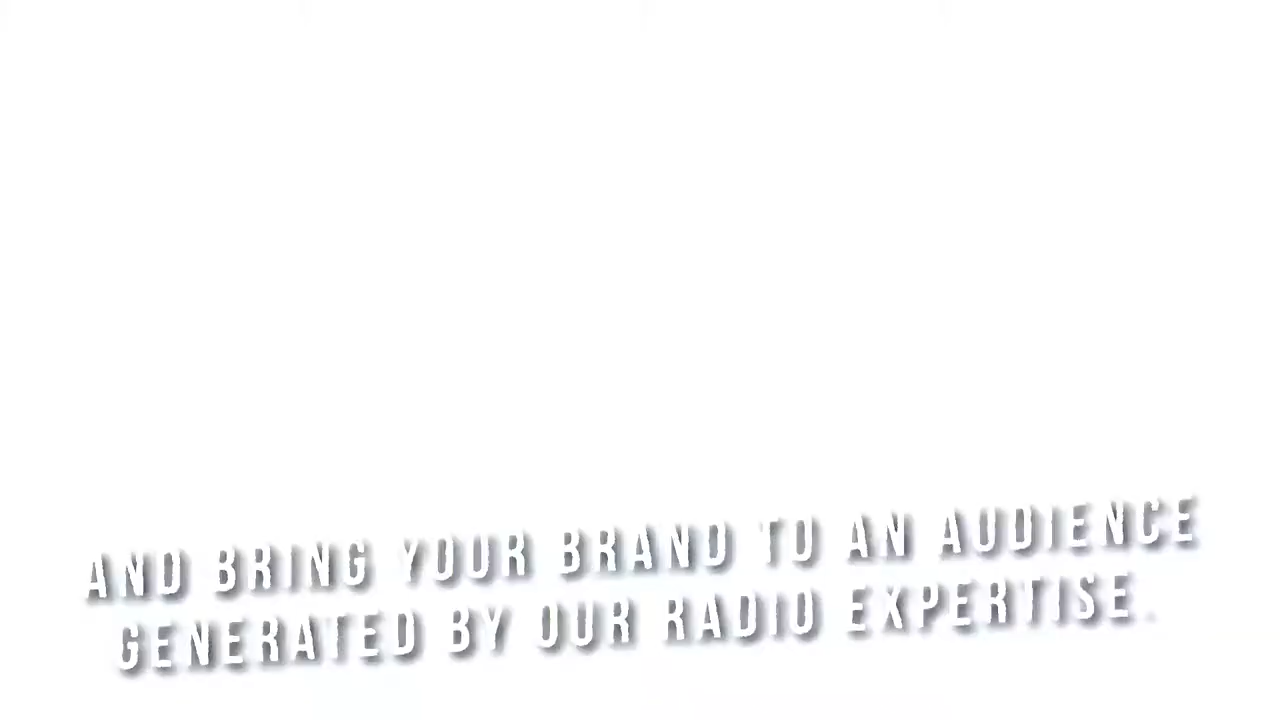 AND BRING YOUR BRAND TO AN AUDIENCE
GENERATED BY OUR RADIO EXPERTISE.